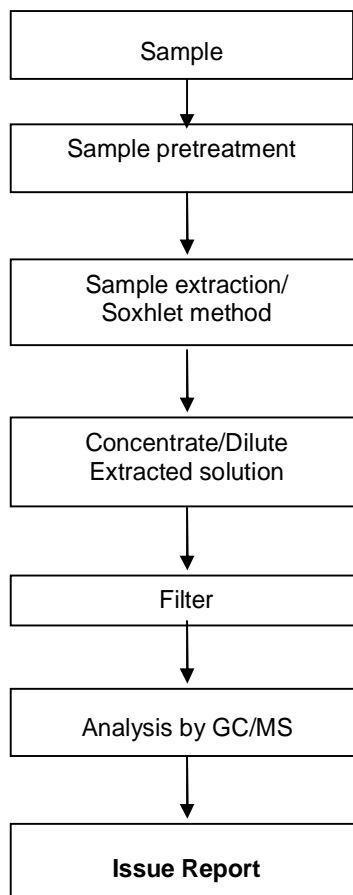 Sample
Sample pretreatment
Sample extraction/
Soxhlet method
Concentrate/Dilute
Extracted solution
Filter
Analysis by GC/MS
Issue Report